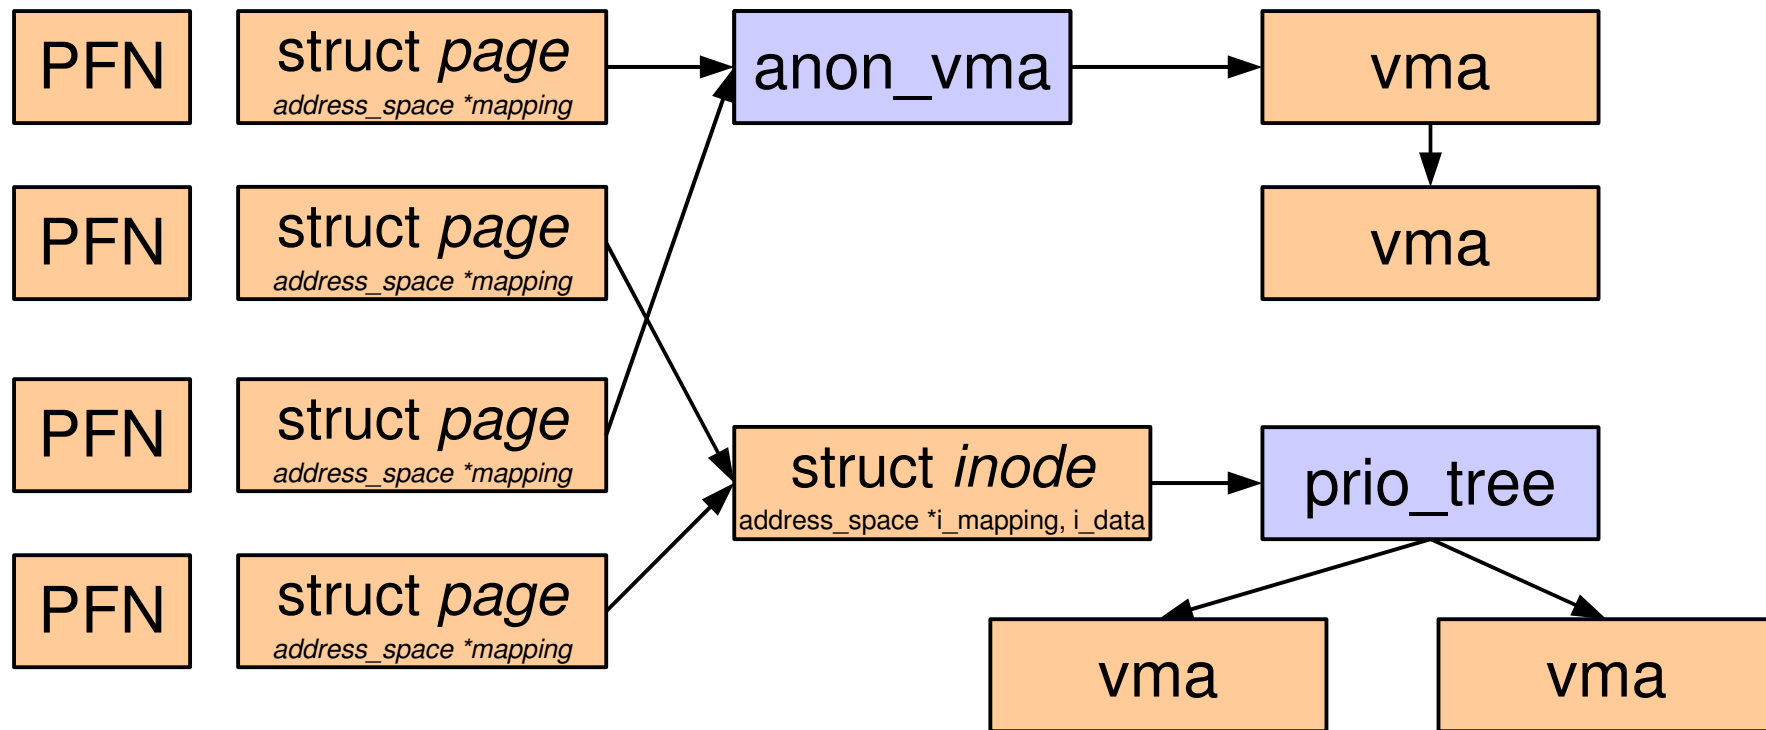 PFN
struct page
address_space *mapping
anon_vma
vma
PFN
struct page
address_space *mapping
vma
PFN
struct page
address_space *mapping
struct inode
address_space *i_mapping, i_data
prio_tree
PFN
struct page
address_space *mapping
vma
vma